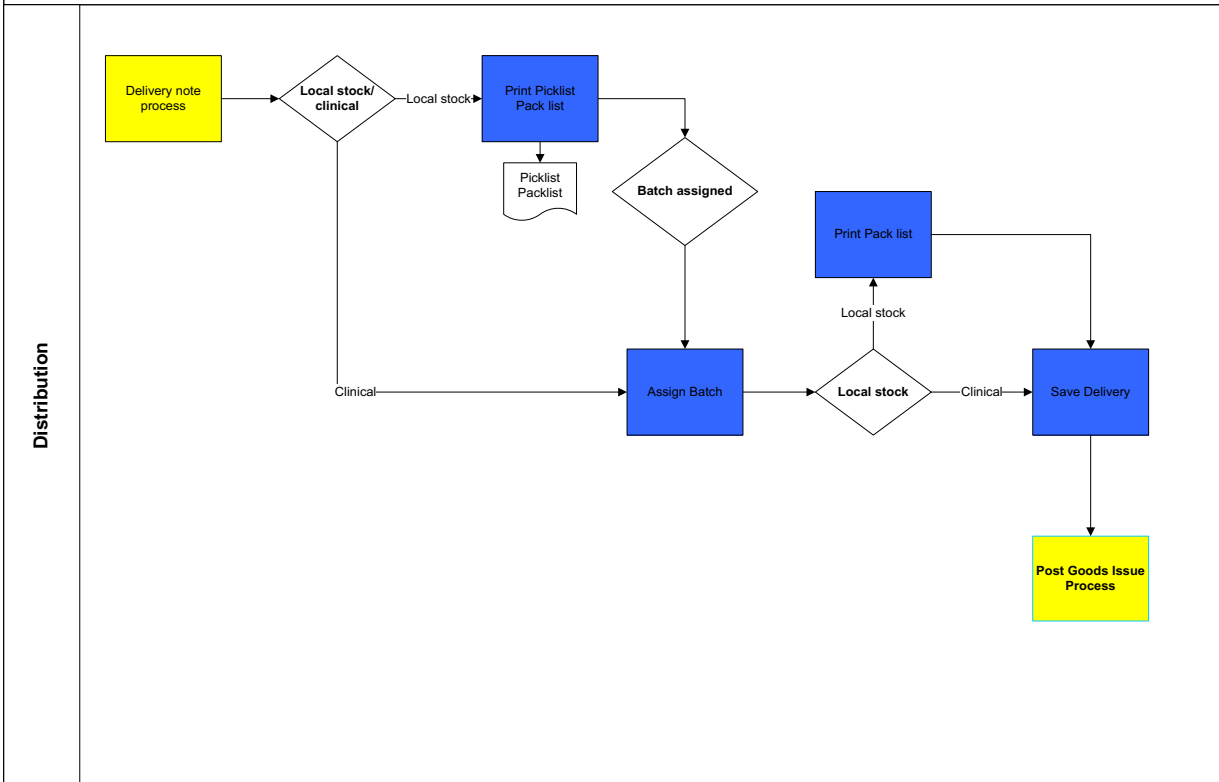 Distribution
Delivery note
process
Local stock/
clinical
Local stock
Print Picklist
Pack list
Picklist
Packlist
Batch assigned
Print Pack list
Local stock
Clinical
Assign Batch
Local stock
Clinical
Save Delivery
Post Goods Issue
Process